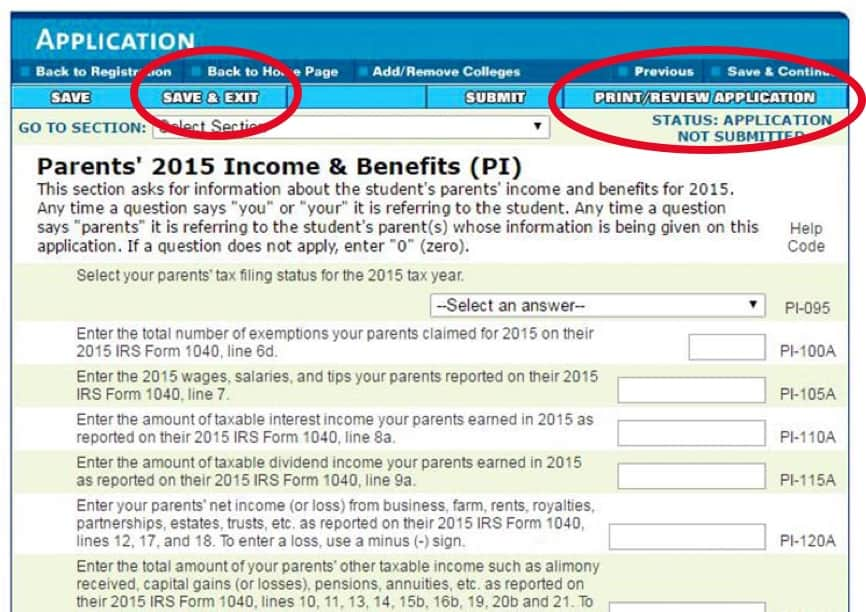 APPLICATION
Back to Registration Back to Home Page Add/Remove Colleges Previous Save & Continue
SAVE SAVE & EXIT SUBMIT PRINT/REVIEW APPLICATION
GO TO SECTION: Select Section STATUS: APPLICATION
NOT SUBMITTED
Parents' 2015 Income & Benefits (PI)
This section asks for information about the student's parents' income and benefits for 2015.
Any time a question says "you" or "your" it is referring to the student. Any time a question
says "parents" it is referring to the student's parent(s) whose information is being given on this
application. If a question does not apply, enter "0" (zero).
Help
Code
Select your parents' tax filing status for the 2015 tax year.
--Select an answer-- PI-095
Enter the total number of exemptions your parents claimed for 2015 on their
2015 IRS Form 1040, line 6d.
PI-100A
Enter the 2015 wages, salaries, and tips your parents reported on their 2015
IRS Form 1040, line 7.
PI-105A
Enter the amount of taxable interest income your parents earned in 2015 as
reported on their 2015 IRS Form 1040, line 8a.
PI-110A
Enter the amount of taxable dividend income your parents earned in 2015
as reported on their 2015 IRS Form 1040, line 9a.
PI-115A
Enter your parents' net income (or loss) from business, farm, rents, royalties,
partnerships, estates, trusts, etc. as reported on their 2015 IRS Form 1040,
lines 12, 17, and 18. To enter a loss, use a minus (-) sign.
PI-120A
Enter the total amount of your parents' other taxable income such as alimony
received, capital gains (or losses), pensions, annuities, etc. as reported on
their 2015 IRS Form 1040, lines 10, 11, 13, 14, 15b, 16b, 19, 20b and 21. To